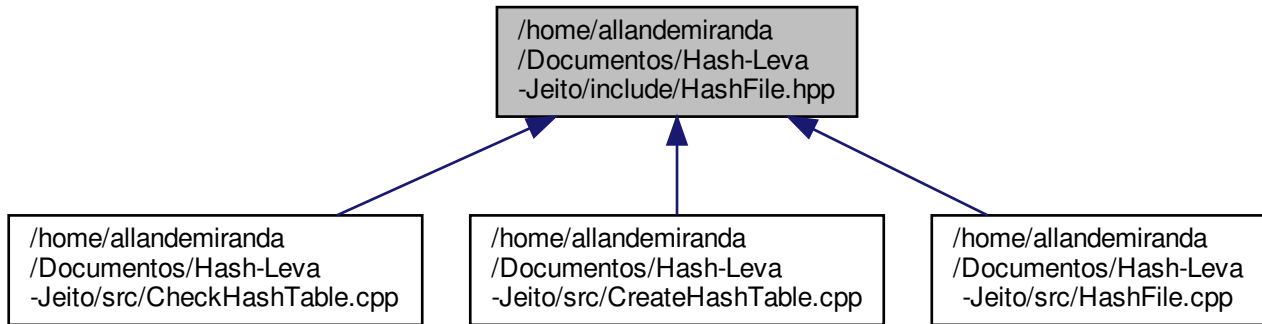 /home/allandemiranda
/Documentos/Hash-Leva
-Jeito/include/HashFile.hpp
/home/allandemiranda
/Documentos/Hash-Leva
-Jeito/src/CheckHashTable.cpp
/home/allandemiranda
/Documentos/Hash-Leva
-Jeito/src/CreateHashTable.cpp
/home/allandemiranda
/Documentos/Hash-Leva
-Jeito/src/HashFile.cpp